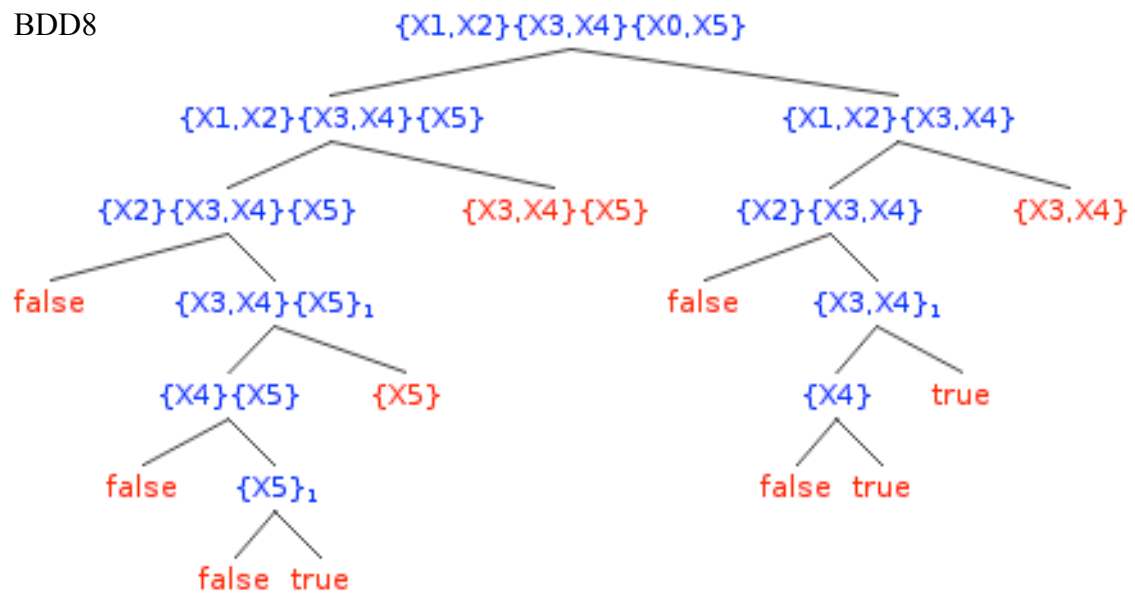 BDD8
{X1,X2}{X3,X4}{X0,X5}
{X1,X2}{X3,X4}{X5} {X1,X2}{X3,X4}
{X2}{X3,X4}{X5} {X3,X4}{X5} {X2}{X3,X4} {X3,X4}
false {X3,X4}{X5}₁ false {X3,X4}₁
{X4}{X5} {X5} {X4} true
false {X5}₁ false true
false true